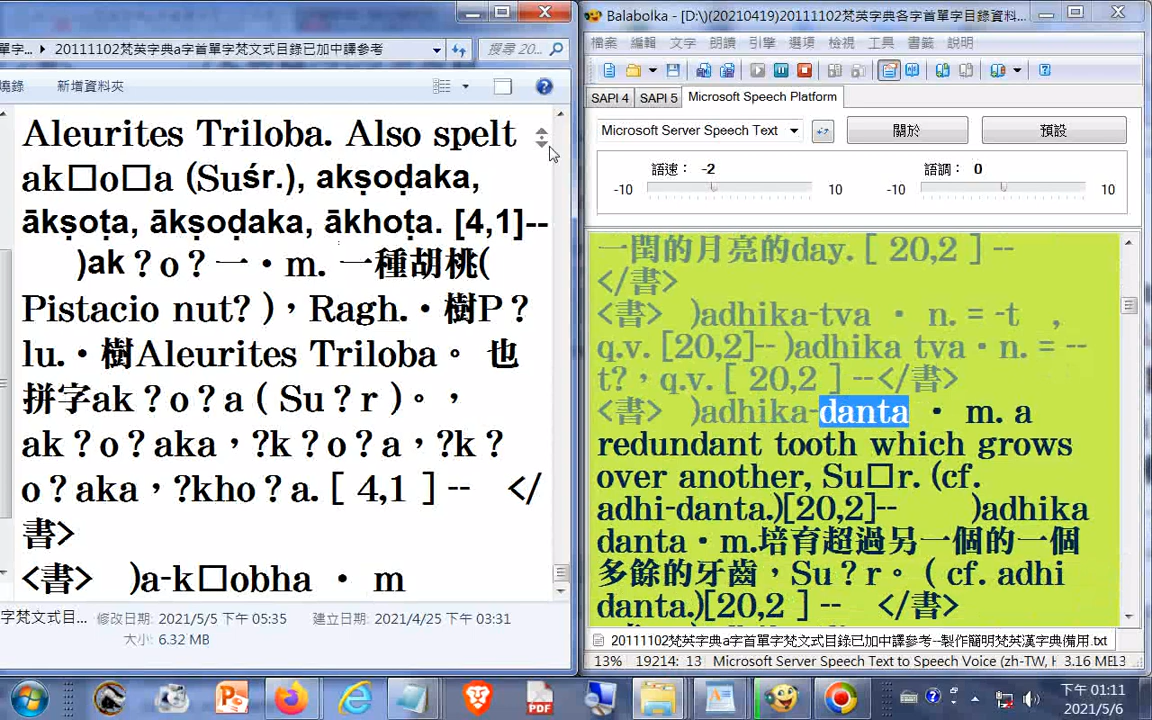 單字... ▸ 20111102梵英字典a字首單字梵文式目錄已加中譯參考
搜尋 20...
燒錄 新增資料夾
Aleurites Triloba. Also spelt
ak□o□a (Suśr.), akṣoḍaka,
ākṣoṭa, ākṣoḍaka, ākhoṭa. [4,1]--
)ak？o？一・m. 一種胡桃(
Pistacio nut? )，Ragh.・樹P？
lu.・樹Aleurites Triloba。 也
拼字ak？o？a ( Su？r )。，
ak？o？aka，?k？o？a，?k？
o？aka，?kho？a. [ 4,1 ] -- </
書>
<書> )a-k□obha ・ m
字梵文式目... 修改日期: 2021/5/5 下午 05:35 建立日期: 2021/4/25 下午 03:31
大小: 6.32 MB
Balabolka - [D:\)(20210419)20111102梵英字典各字首單字目錄資料...
檔案 編輯 文字 朗讀 引擎 選項 檢視 工具 書籤 說明
SAPI 4 SAPI 5 Microsoft Speech Platform
Microsoft Server Speech Text 關於 預設
語速: -2 語調: 0
-10 10 -10 10
一閏的月亮的day. [ 20,2 ] --
</書>
<書> )adhika-tva ・ n. = -t ,
q.v. [20,2]-- )adhika tva・n. = --
t?，q.v. [ 20,2 ] --</書>
<書> )adhika-danta ・ m. a
redundant tooth which grows
over another, Su□r. (cf.
adhi-danta.)[20,2]-- )adhika
danta・m.培育超過另一個的一個
多餘的牙齒，Su？r。 ( cf. adhi
danta.)[20,2 ] -- </書>
20111102梵英字典a字首單字梵文式目錄已加中譯參考--製作簡明梵英漢字典備用.txt
13% 19214: 13 Microsoft Server Speech Text to Speech Voice (zh-TW, H 3.16 ME
下午 01:11
2021/5/6